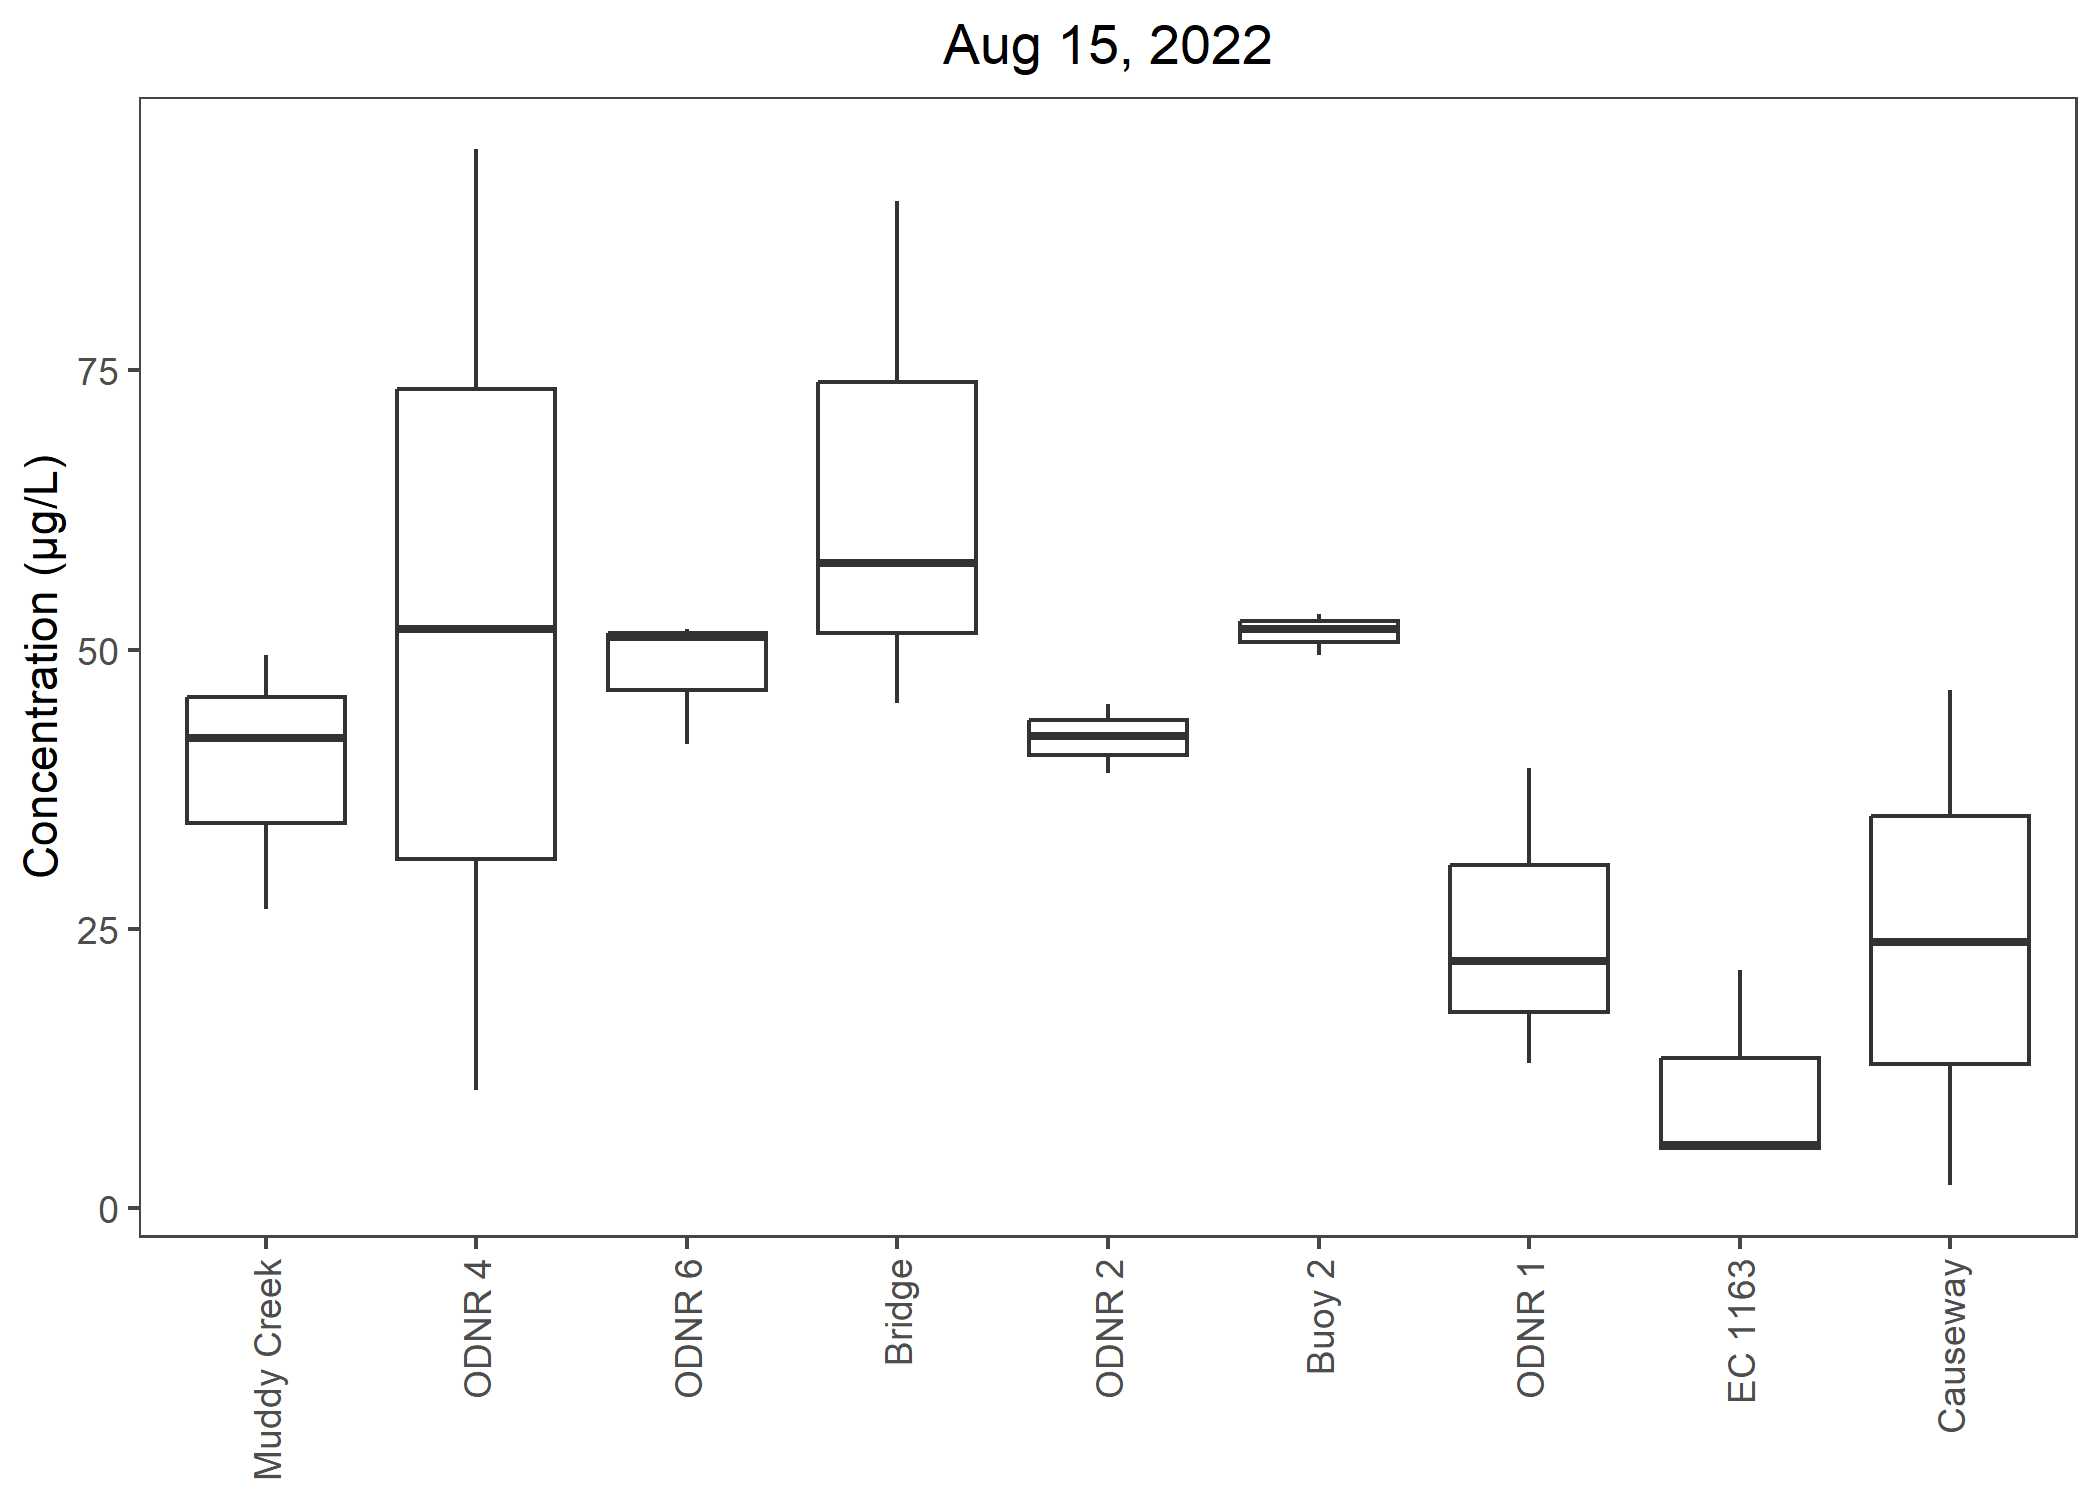 Aug 15, 2022
Concentration (µg/L)
75
50
25
0
Muddy Creek
ODNR 4
ODNR 6
Bridge
ODNR 2
Buoy 2
ODNR 1
EC 1163
Causeway